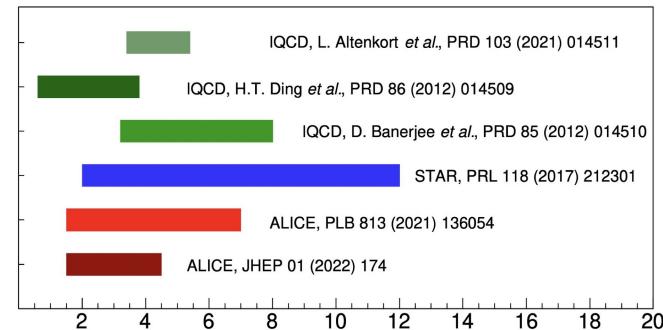 lQCD, L. Altenkort et al., PRD 103 (2021) 014511
lQCD, H.T. Ding et al., PRD 86 (2012) 014509
lQCD, D. Banerjee et al., PRD 85 (2012) 014510
STAR, PRL 118 (2017) 212301
ALICE, PLB 813 (2021) 136054
ALICE, JHEP 01 (2022) 174
2 4 6 8 10 12 14 16 18 20